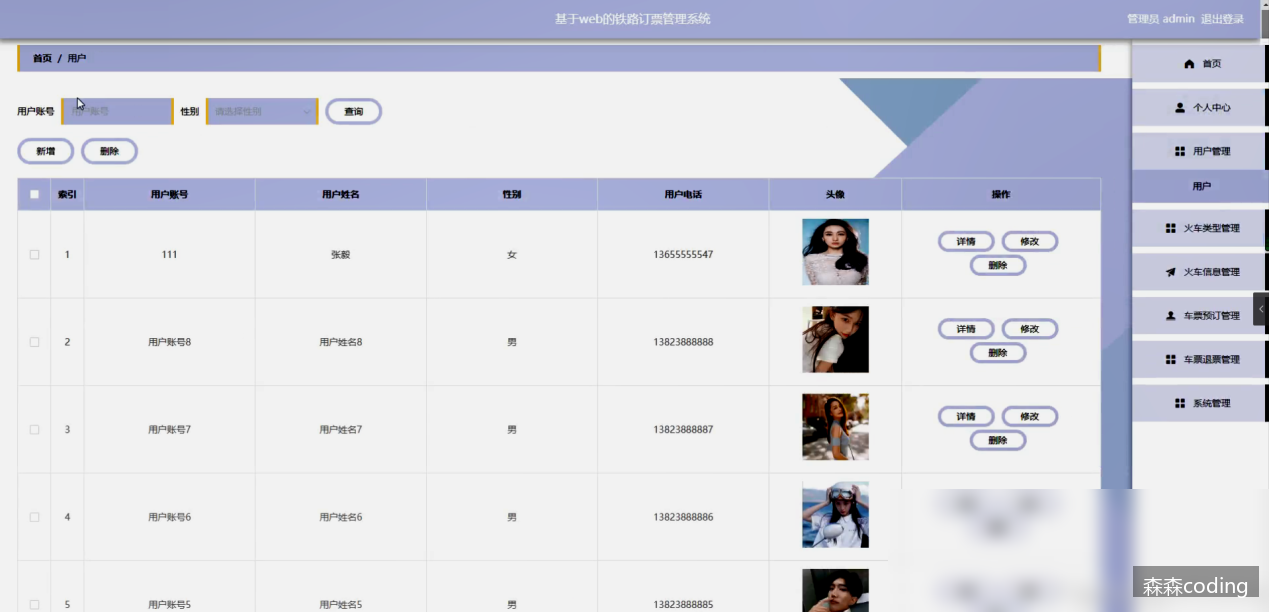 基于web的铁路订票管理系统
管理员 admin 退出登录
首页 / 用户
用户账号 性别 请选择性别 查询
新增 删除
索引 用户账号 用户姓名 性别 用户电话 头像 操作
1 111 张毅 女 13655555547 详情 修改
删除
2 用户账号8 用户姓名8 男 13823888888 详情 修改
删除
3 用户账号7 用户姓名7 男 13823888887 详情 修改
删除
4 用户账号6 用户姓名6 男 13823888886
5 用户账号5 用户姓名5 男 13823888885
首页
个人中心
用户管理
用户
火车类型管理
火车信息管理
车票预订管理
车票退票管理
系统管理
森森coding